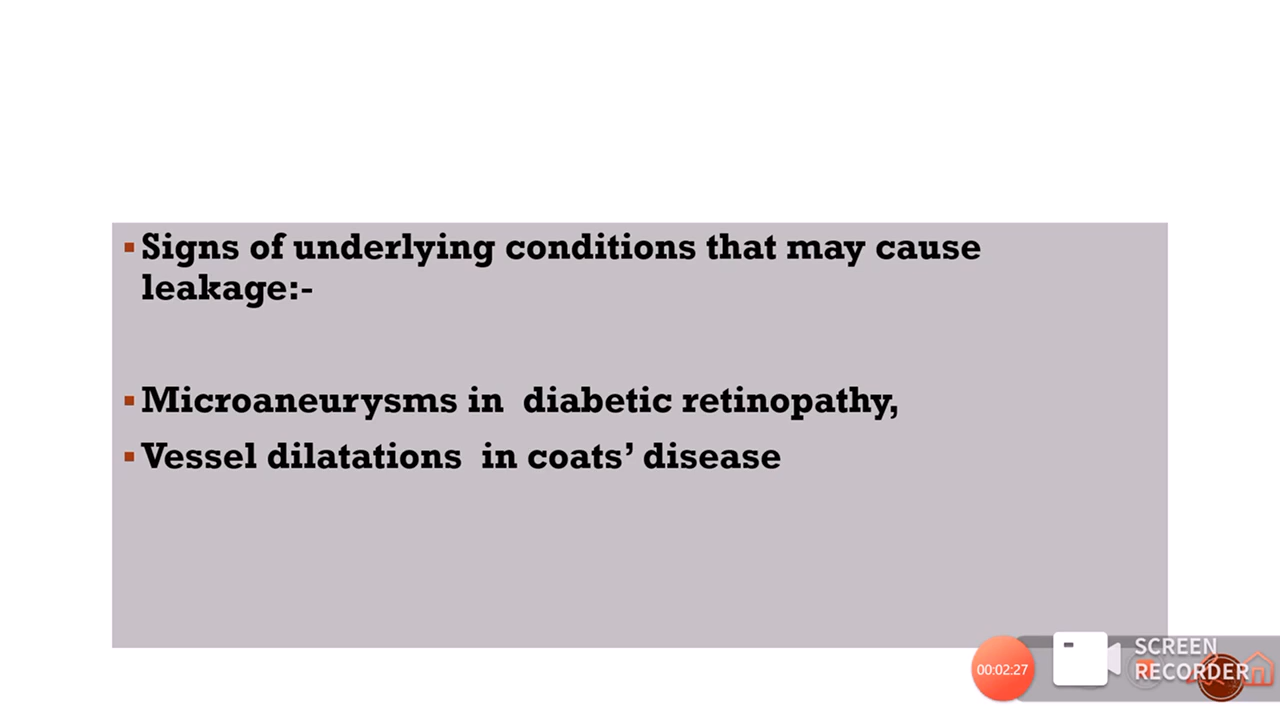 Signs of underlying conditions that may cause
leakage:-
Microaneurysms in diabetic retinopathy,
Vessel dilatations in coats’ disease
00:02:27
SCREEN
RECORDER